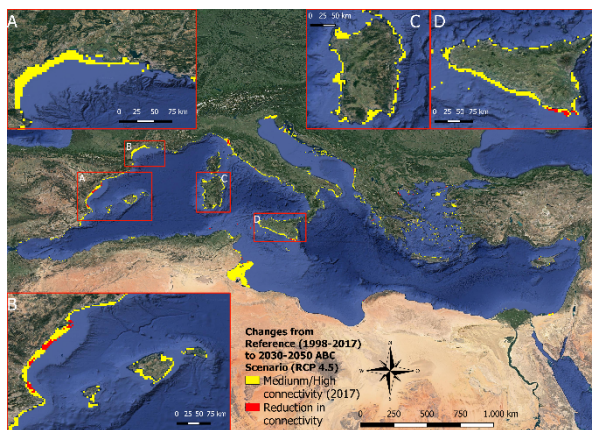 A
0 25 50 75 km
0 25 50 km
C
D
0 25 50 75 km
B
A
C
D
B
0 25 50 75 km
Changes from
Reference (1998-2017)
to 2030-2050 ABC
Scenario (RCP 4.5)
Mediunm/High
connectivity (2017)
Reduction in
connectivity
N
W
E
S
0 250 500 750 1.000 km